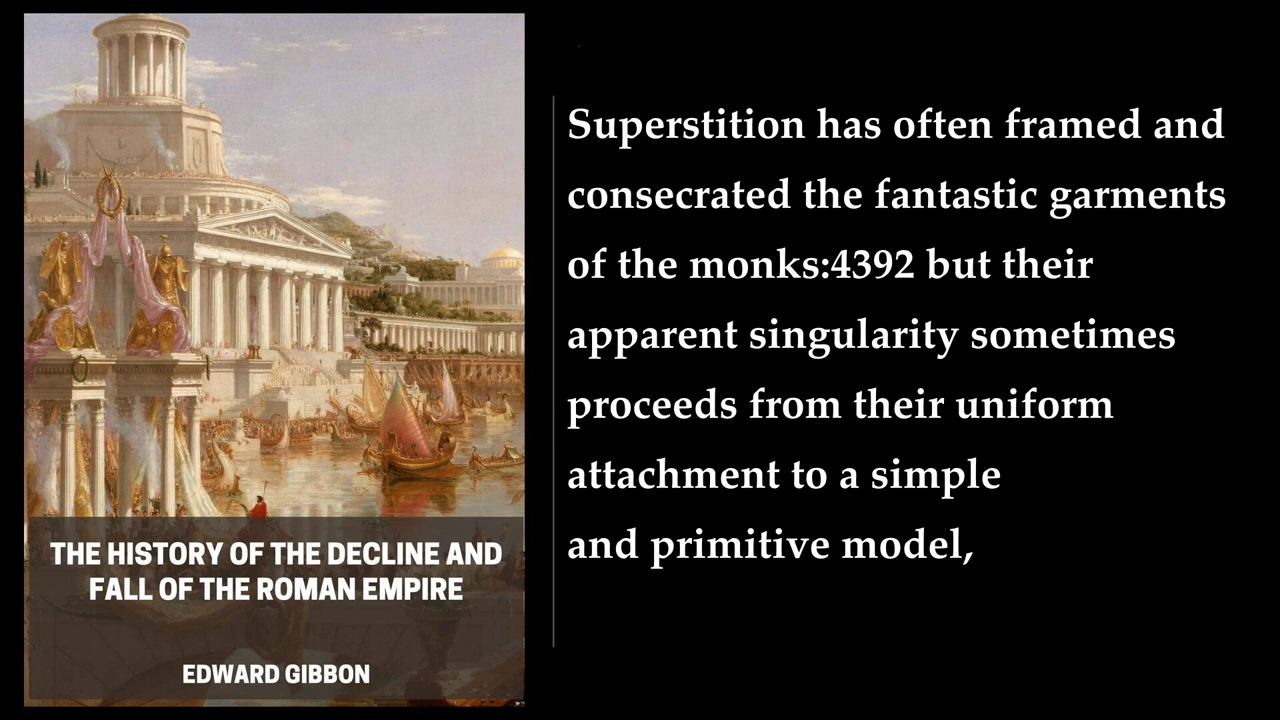 THE HISTORY OF THE DECLINE AND
FALL OF THE ROMAN EMPIRE
EDWARD GIBBON
Superstition has often framed and
consecrated the fantastic garments
of the monks:4392 but their
apparent singularity sometimes
proceeds from their uniform
attachment to a simple
and primitive model,